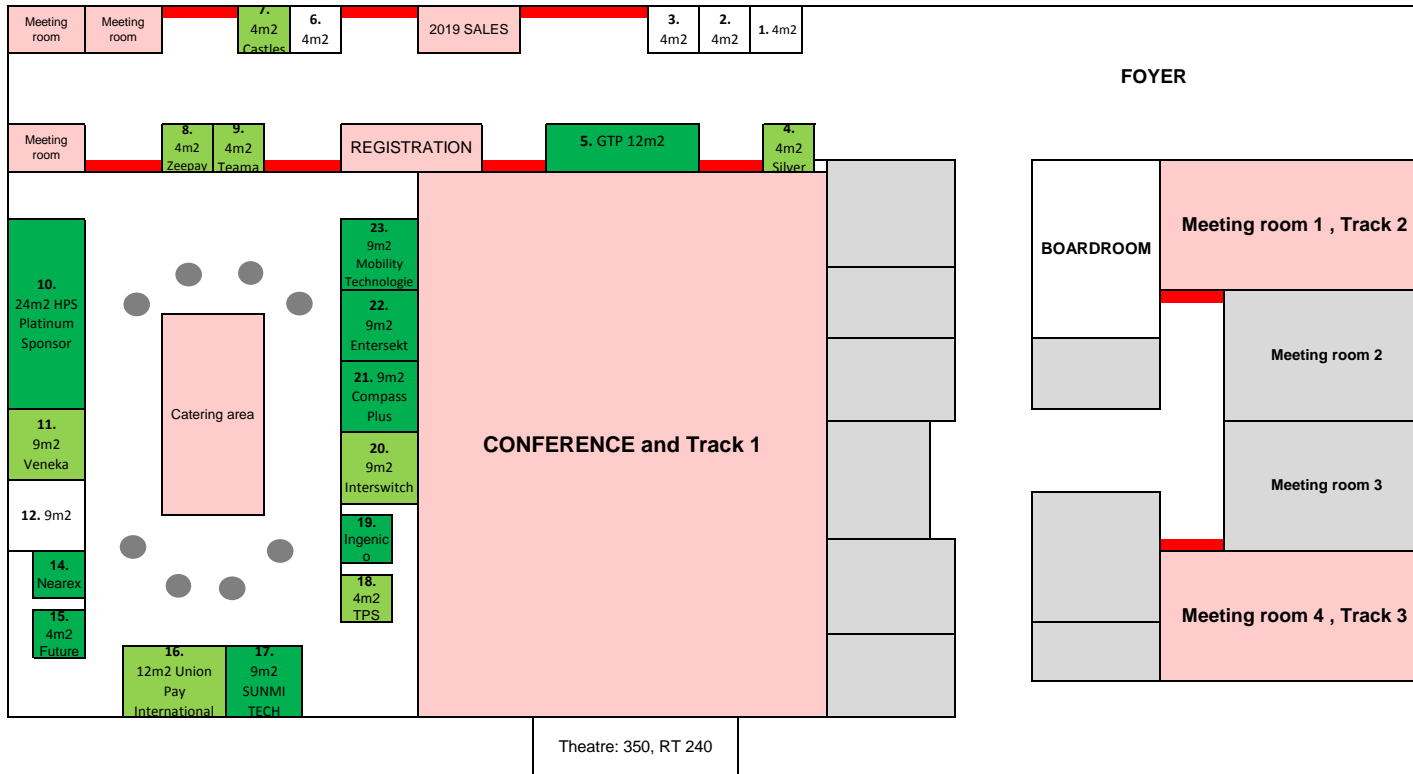 Meeting
room
Meeting
room
7.
4m2
Castles
6.
4m2
2019 SALES
3.
4m2
2.
4m2
1. 4m2
FOYER
Meeting
room
8.
4m2
Zeepay
9.
4m2
Teama
REGISTRATION
5. GTP 12m2
4.
4m2
Silver
10.
24m2 HPS
Platinum
Sponsor
11.
9m2
Veneka
12. 9m2
14.
Nearex
15.
4m2
Future
16.
12m2 Union
Pay
International
17.
9m2
SUNMI
TECH
Catering area
23.
9m2
Mobility
Technologie
22.
9m2
Entersekt
21. 9m2
Compass
Plus
20.
9m2
Interswitch
19.
Ingenic
o
18.
4m2
TPS
CONFERENCE and Track 1
Theatre: 350, RT 240
BOARDROOM
Meeting room 1 , Track 2
Meeting room 2
Meeting room 3
Meeting room 4 , Track 3